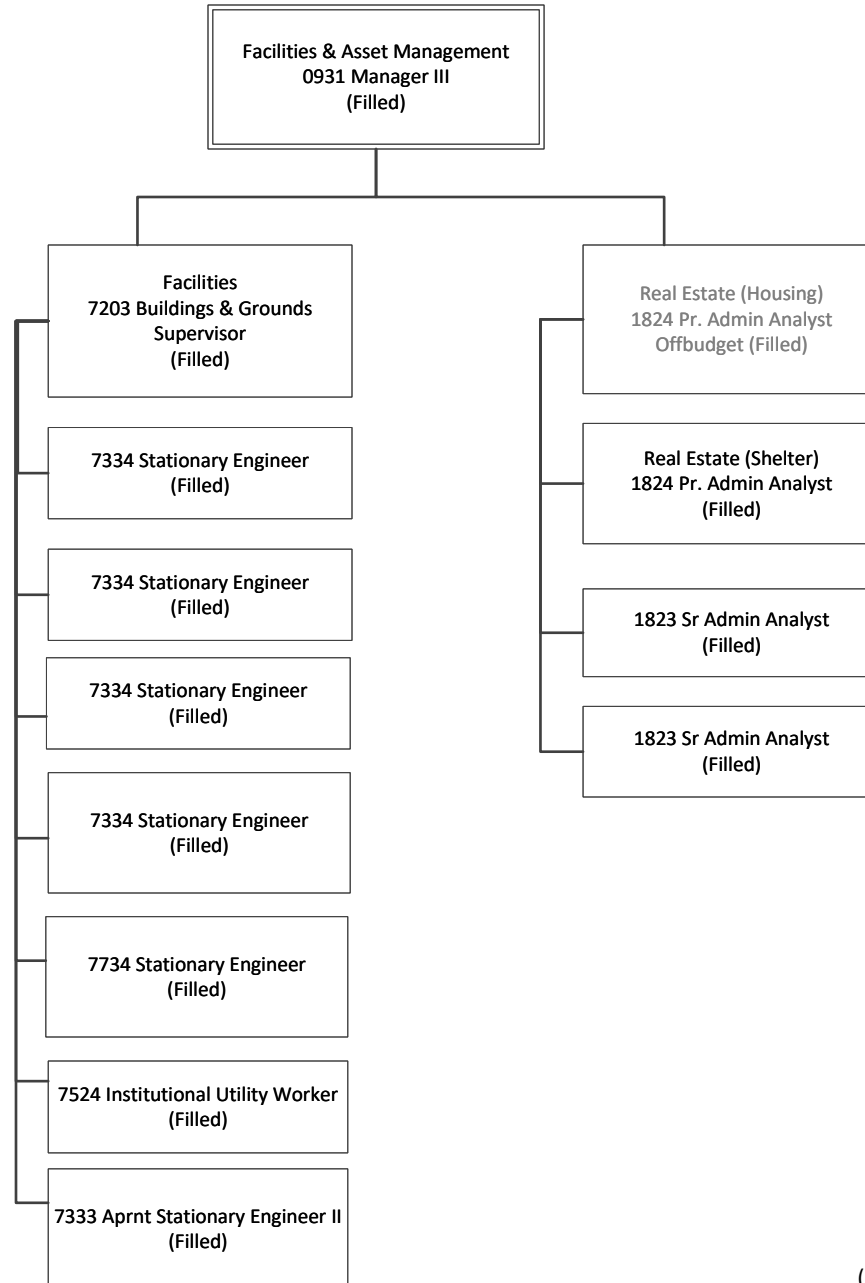 Facilities & Asset Management
0931 Manager III
(Filled)
Facilities
7203 Buildings & Grounds
Supervisor
(Filled)
7334 Stationary Engineer
(Filled)
7334 Stationary Engineer
(Filled)
7334 Stationary Engineer
(Filled)
7334 Stationary Engineer
(Filled)
7734 Stationary Engineer
(Filled)
7524 Institutional Utility Worker
(Filled)
7333 Aprnt Stationary Engineer II
(Filled)
Real Estate (Housing)
1824 Pr. Admin Analyst
Offbudget (Filled)
Real Estate (Shelter)
1824 Pr. Admin Analyst
(Filled)
1823 Sr Admin Analyst
(Filled)
1823 Sr Admin Analyst
(Filled)
(